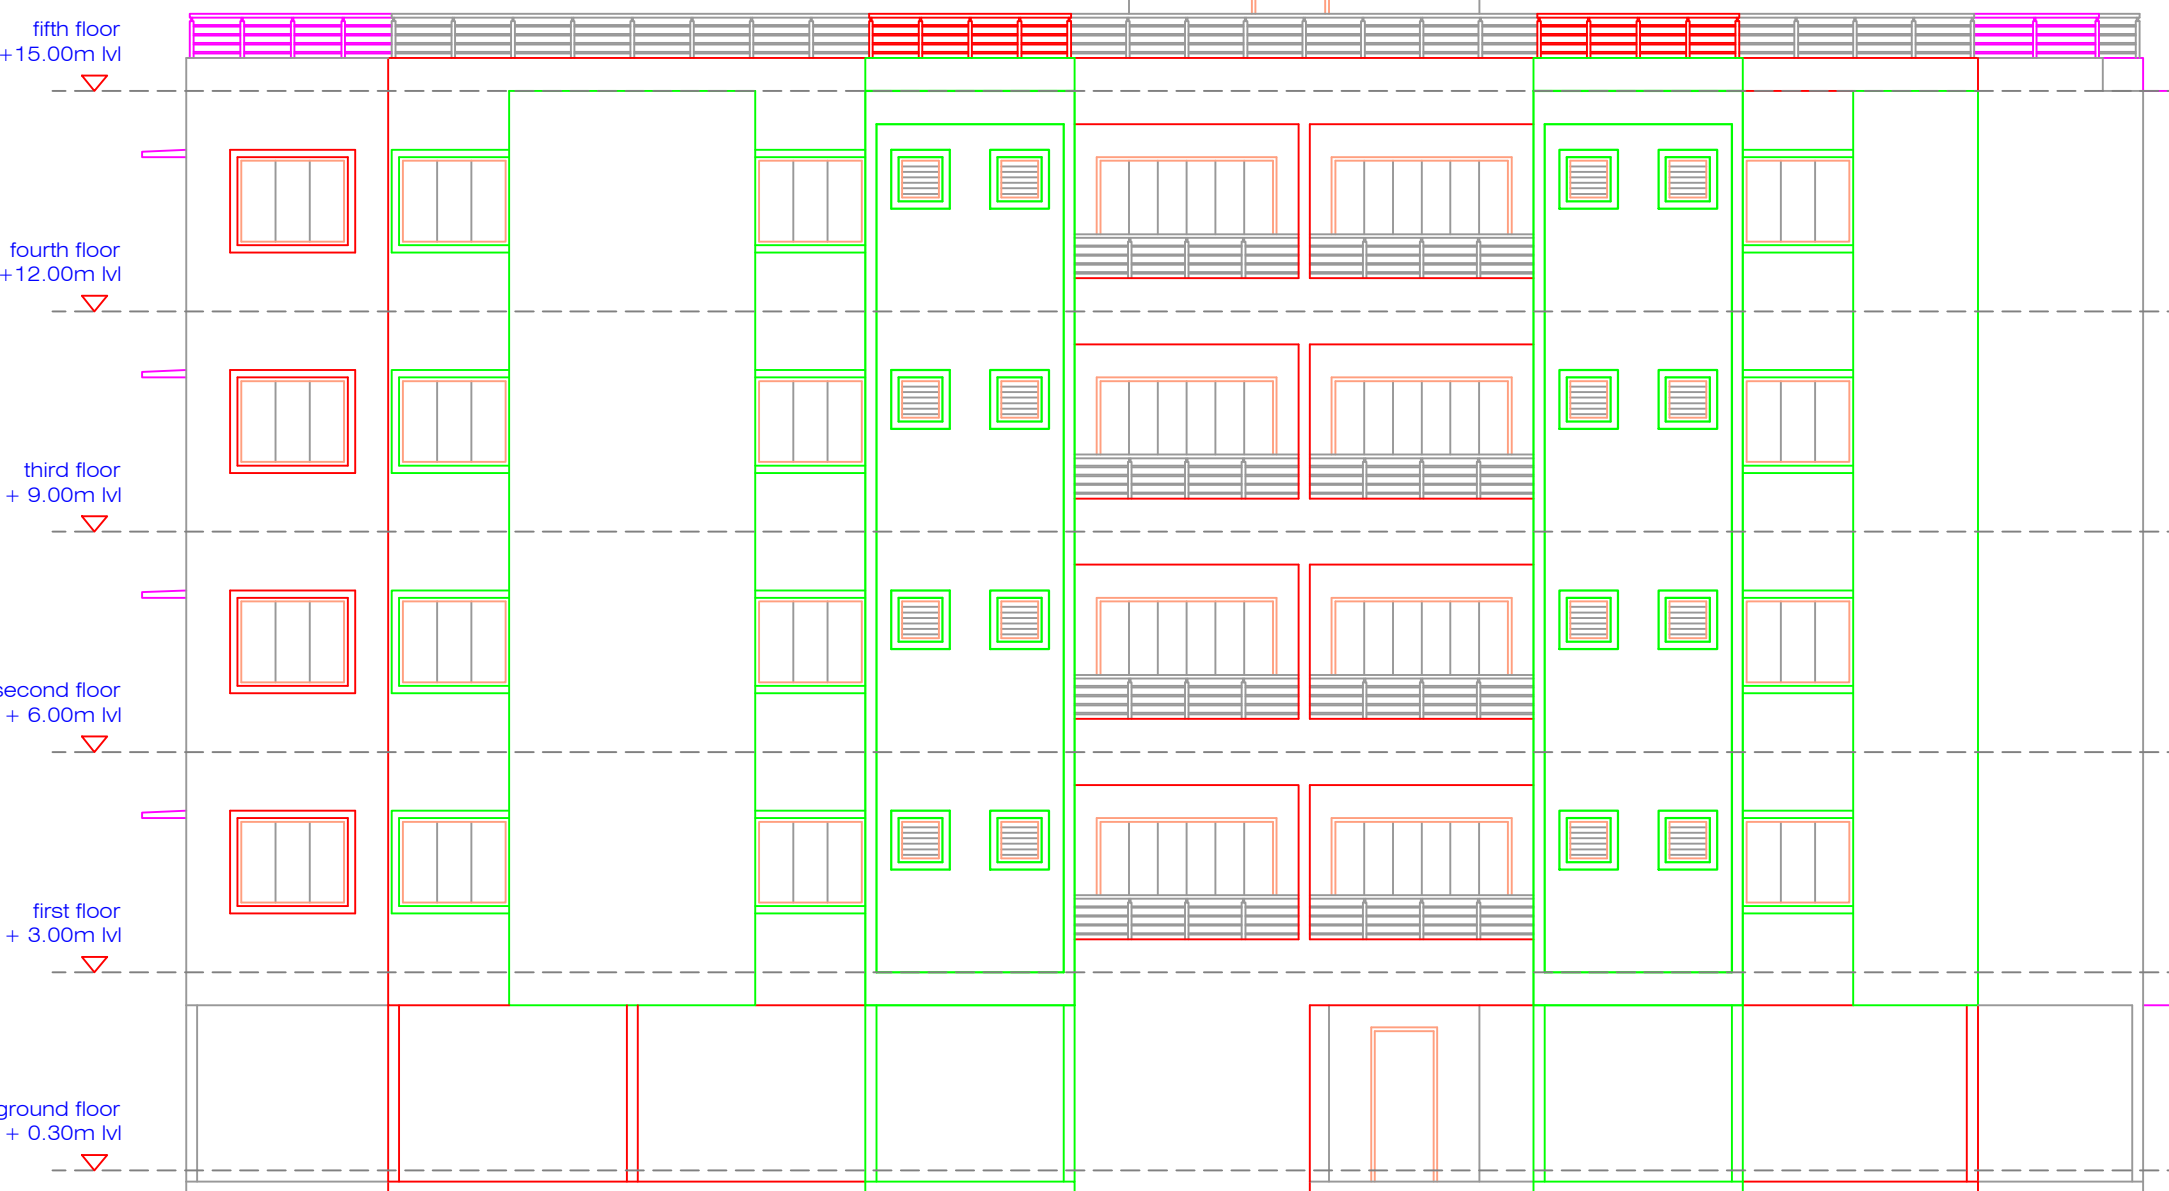 fifth floor
+15.00m lvl
fourth floor
+12.00m lvl
third floor
+ 9.00m lvl
second floor
+ 6.00m lvl
first floor
+ 3.00m lvl
ground floor
+ 0.30m lvl